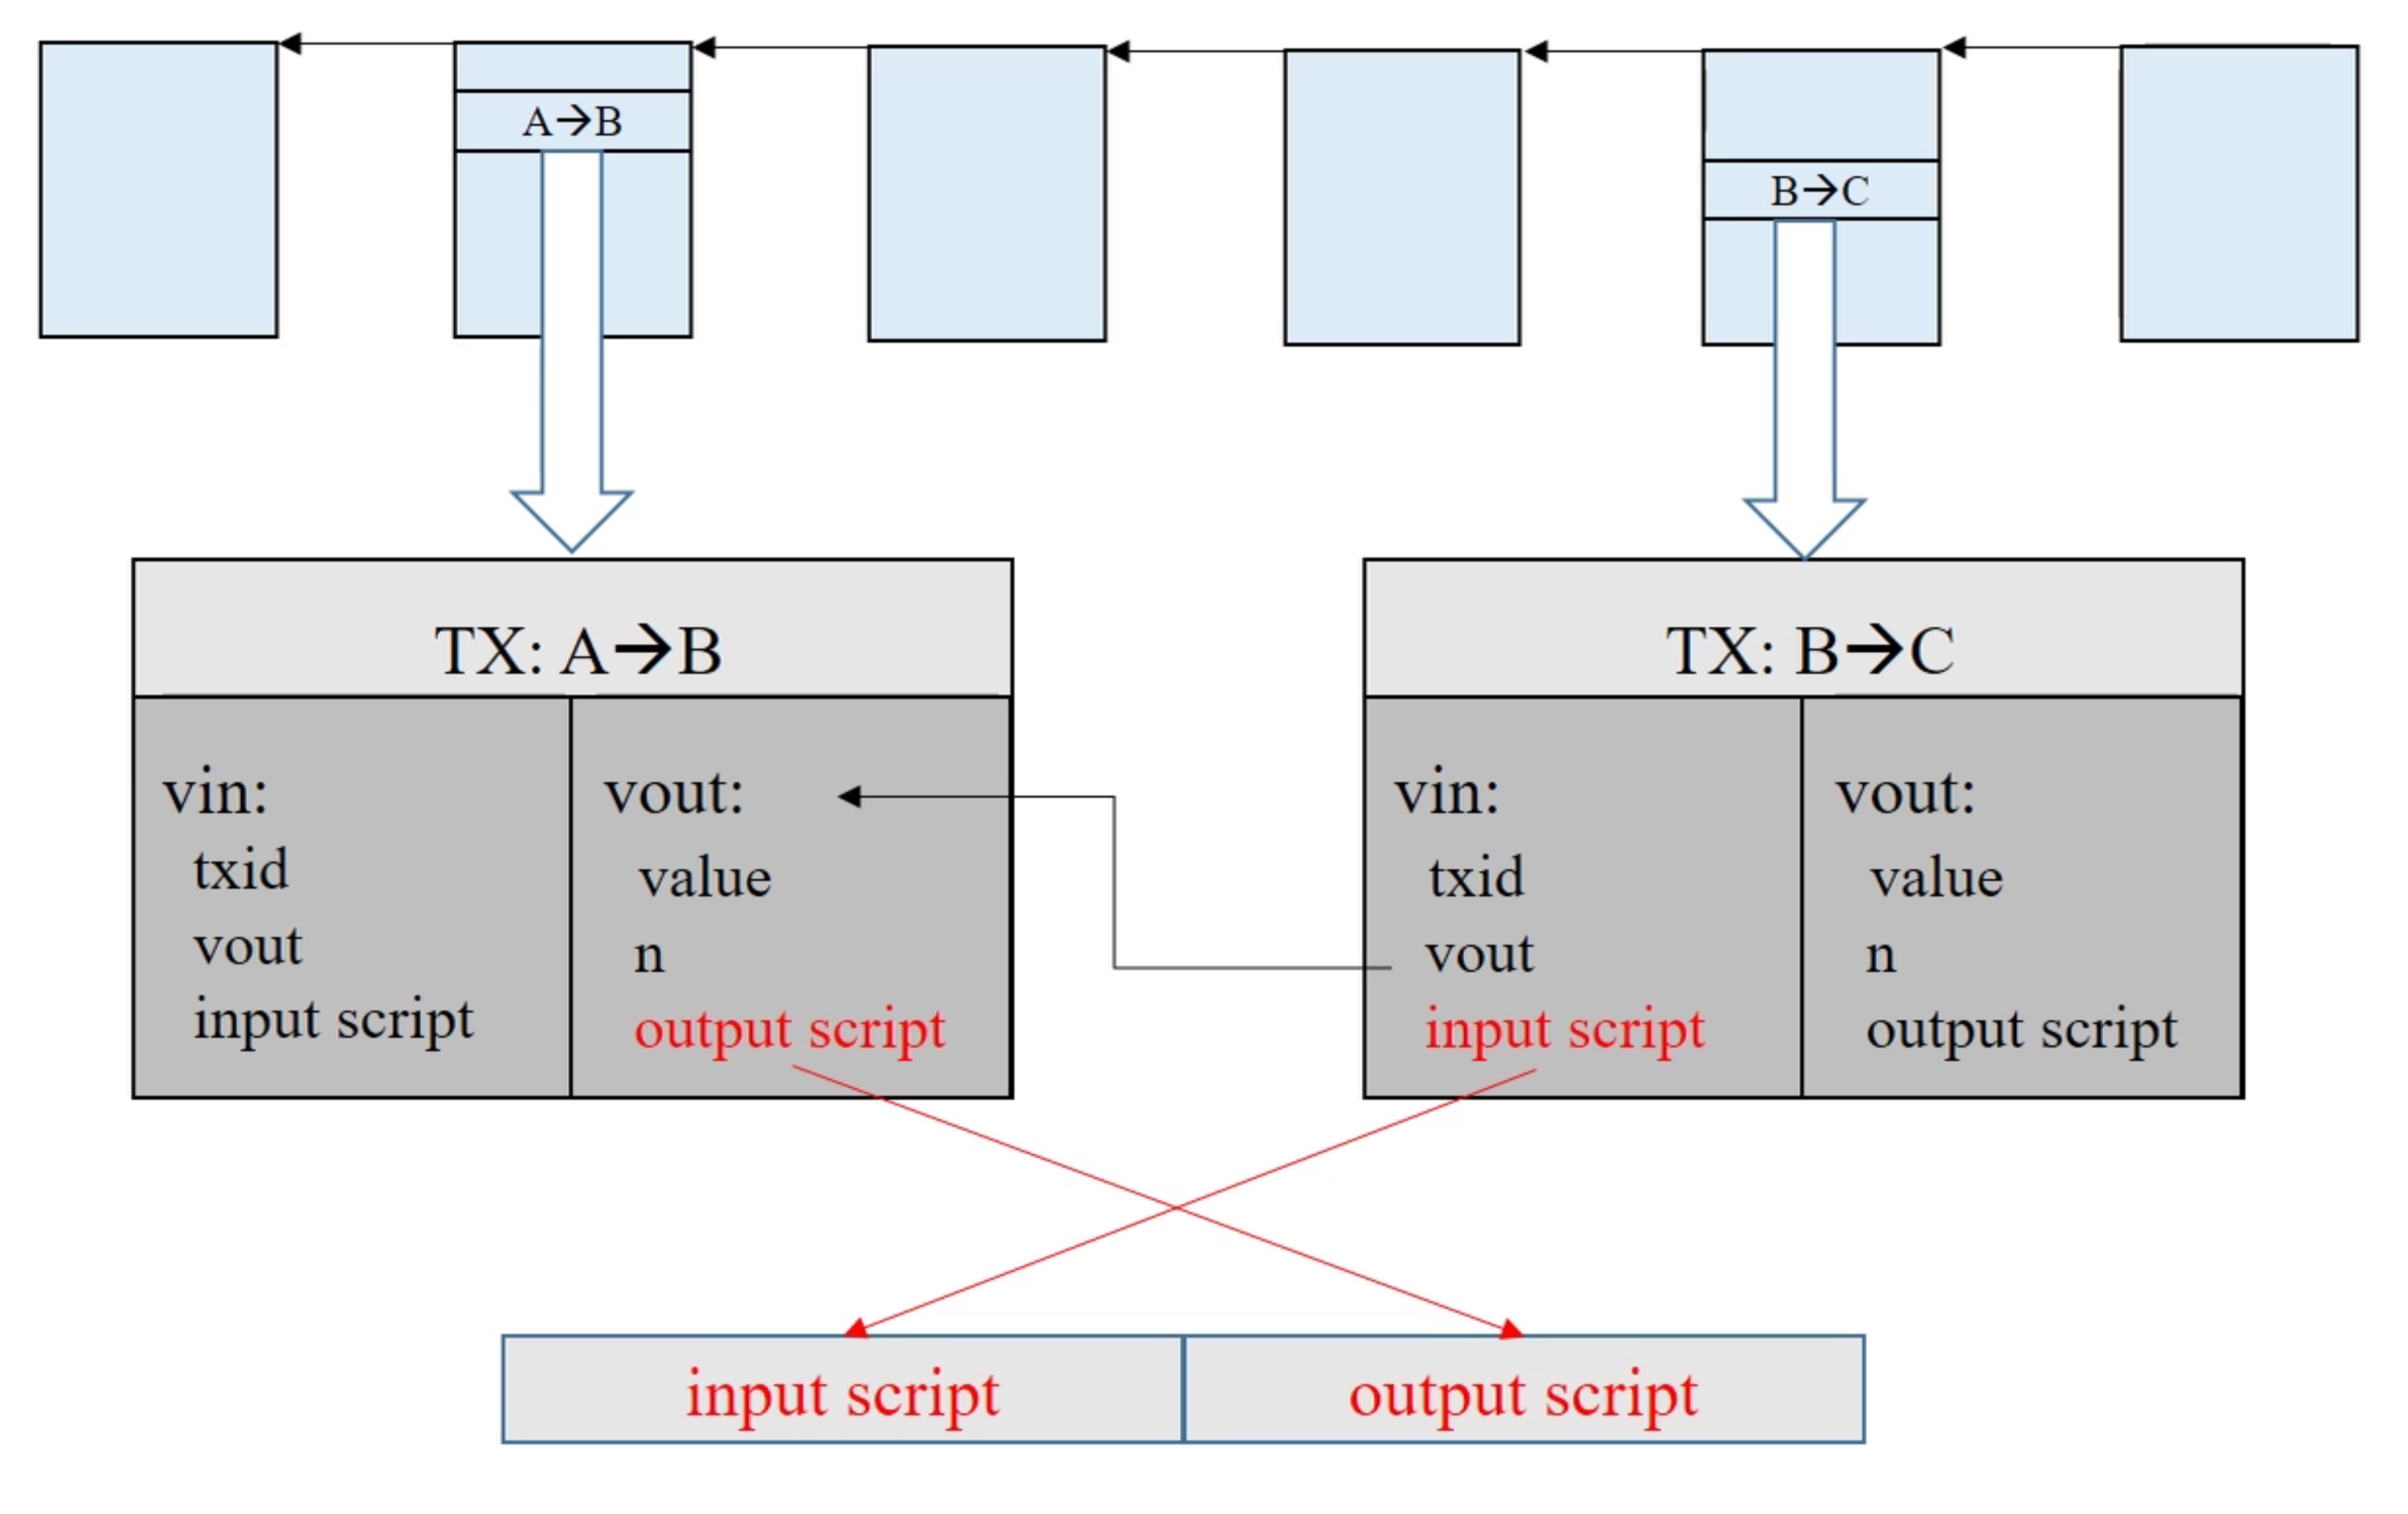 A→B
B→C
TX: A→B
vin:
txid
vout
input script
vout:
value
n
output script
TX: B→C
vin:
txid
vout
input script
vout:
value
n
output script
input script
output script